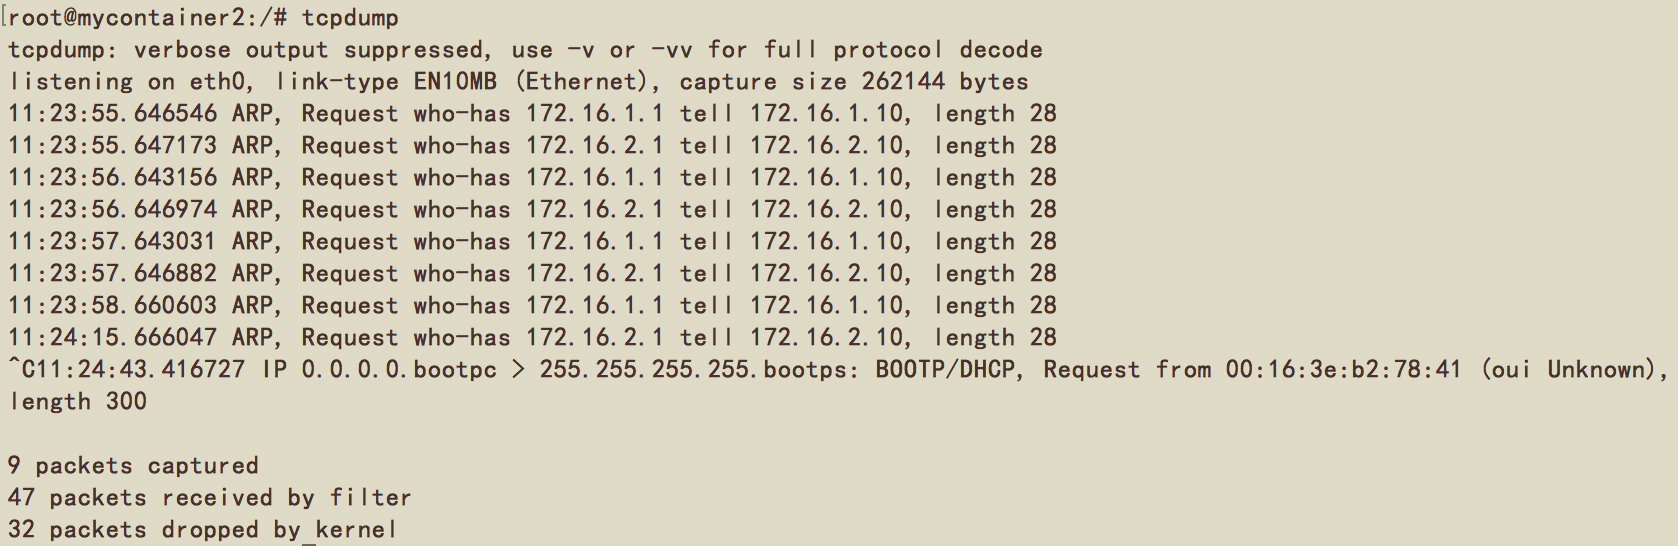 [root@mycontainer2:/# tcpdump
tcpdump: verbose output suppressed, use -v or -vv for full protocol decode
listening on eth0, link-type EN10MB (Ethernet), capture size 262144 bytes
11:23:55.646546 ARP, Request who-has 172.16.1.1 tell 172.16.1.10, length 28
11:23:55.647173 ARP, Request who-has 172.16.2.1 tell 172.16.2.10, length 28
11:23:56.643156 ARP, Request who-has 172.16.1.1 tell 172.16.1.10, length 28
11:23:56.646974 ARP, Request who-has 172.16.2.1 tell 172.16.2.10, length 28
11:23:57.643031 ARP, Request who-has 172.16.1.1 tell 172.16.1.10, length 28
11:23:57.646882 ARP, Request who-has 172.16.2.1 tell 172.16.2.10, length 28
11:23:58.660603 ARP, Request who-has 172.16.1.1 tell 172.16.1.10, length 28
11:24:15.666047 ARP, Request who-has 172.16.2.1 tell 172.16.2.10, length 28
^C11:24:43.416727 IP 0.0.0.0.bootpc > 255.255.255.255.bootps: BOOTP/DHCP, Request from 00:16:3e:b2:78:41 (oui Unknown),
length 300
9 packets captured
47 packets received by filter
32 packets dropped by kernel